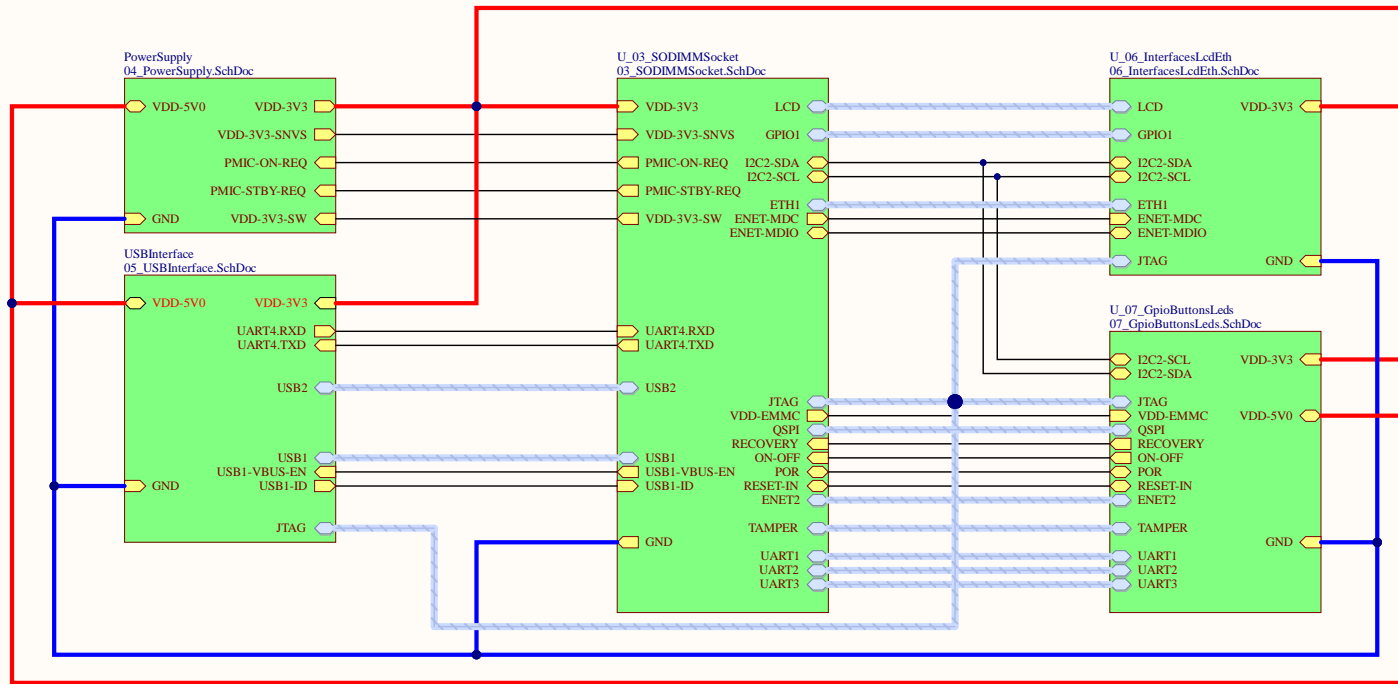 PowerSupply
04_PowerSupply.SchDoc
VDD-5V0
VDD-3V3
VDD-3V3-SNVS
PMIC-ON-REQ
PMIC-STBY-REQ
GND
VDD-3V3-SW
USBInterface
05_USBInterface.SchDoc
VDD-5V0
VDD-3V3
UART4.RXD
UART4.TXD
USB2
USB1
USB1-VBUS-EN
GND
USB1-ID
JTAG
U_03_SODIMMSocket
03_SODIMMSocket.SchDoc
VDD-3V3
LCD
VDD-3V3-SNVS
GPIO1
PMIC-ON-REQ
I2C2-SDA
I2C2-SCL
PMIC-STBY-REQ
ETH1
VDD-3V3-SW
ENET-MDC
ENET-MDIO
UART4.RXD
UART4.TXD
USB2
JTAG
VDD-EMMC
QSPI
RECOVERY
USB1
ON-OFF
USB1-VBUS-EN
POR
USB1-ID
RESET-IN
ENET2
TAMPER
GND
UART1
UART2
UART3
U_06_InterfacesLcdEth
06_InterfacesLcdEth.SchDoc
LCD
VDD-3V3
GPIO1
I2C2-SDA
I2C2-SCL
ETH1
ENET-MDC
ENET-MDIO
JTAG
GND
U_07_GpioButtonsLeds
07_GpioButtonsLeds.SchDoc
I2C2-SCL
VDD-3V3
I2C2-SDA
JTAG
VDD-EMMC
VDD-5V0
QSPI
RECOVERY
ON-OFF
POR
RESET-IN
ENET2
TAMPER
GND
UART1
UART2
UART3